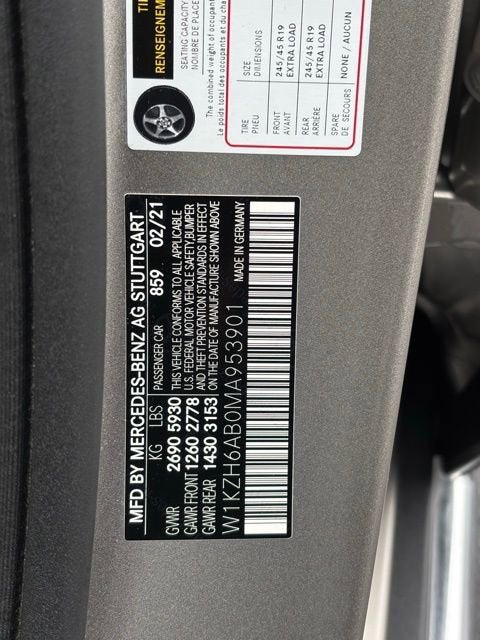 RENSEIGNEM
SEATING CAPACITY
NOMBRE DE PLACE
The combined weight of occupants
Le poids total des occupants et du cha
TIRE SIZE
PNEU DIMENSIONS
FRONT 245/45 R19
AVANT EXTRA LOAD
REAR 245/45 R19
ARRIÈRE EXTRA LOAD
SPARE NONE / AUCUN
DE SECOURS
MFD BY MERCEDES-BENZ AG STUTTGART
KG LBS PASSENGER CAR 859 02/21
GVWR 2690 5930
GAWR FRONT 1260 2778
GAWR REAR 1430 3153
THIS VEHICLE CONFORMS TO ALL APPLICABLE
U.S. FEDERAL MOTOR VEHICLE SAFETY,BUMPER
AND THEFT PREVENTION STANDARDS IN EFFECT
ON THE DATE OF MANUFACTURE SHOWN ABOVE
W1KZH6AB0MA953901 MADE IN GERMANY